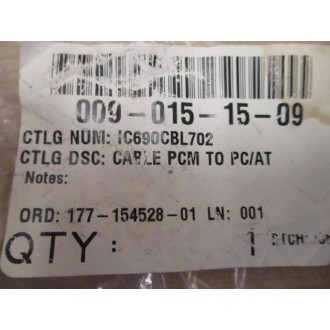 009-015-15-09
CTLG NUM: IC690CBL702
CTLG DSC: CABLE PCM TO PC/AT
Notes:
ORD: 177-154528-01 LN: 001
QTY: 1